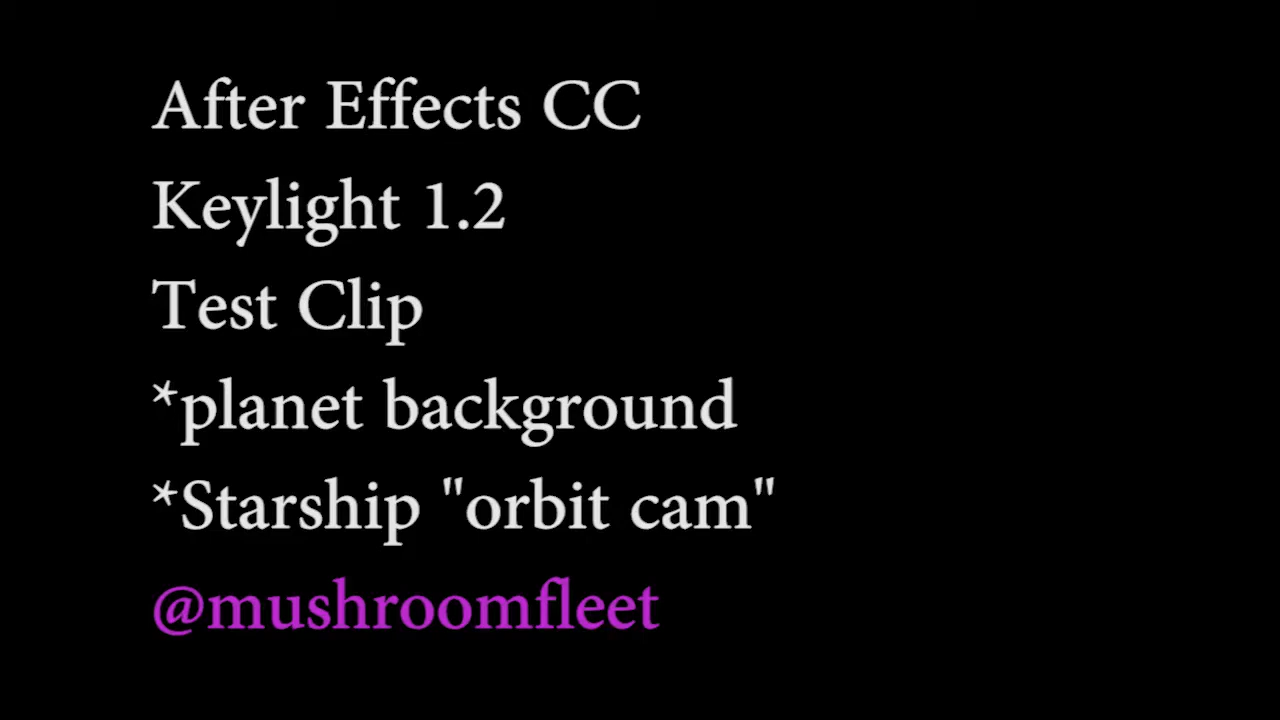 After Effects CC
Keylight 1.2
Test Clip
*planet background
*Starship "orbit cam"
@mushroomfleet